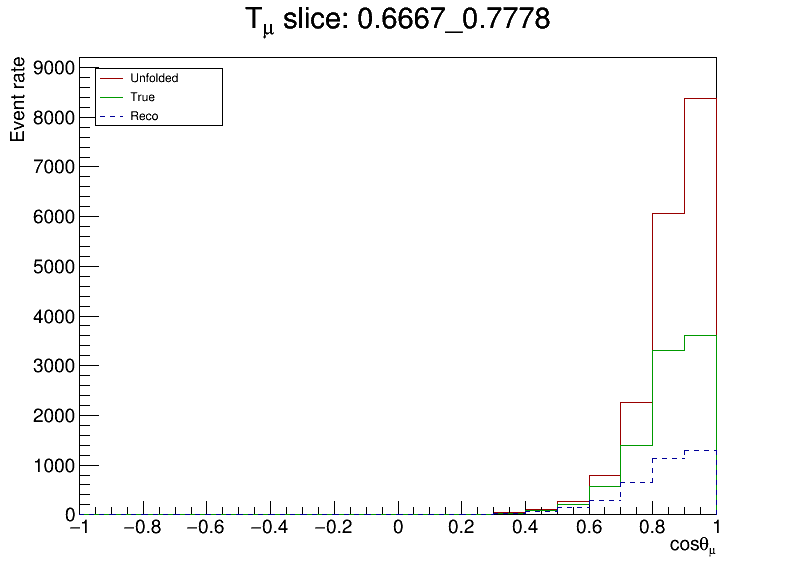 Tμ slice: 0.6667_0.7778
Event rate
9000
8000
7000
6000
5000
4000
3000
2000
1000
0
Unfolded
True
Reco
−1 −0.8 −0.6 −0.4 −0.2 0 0.2 0.4 0.6 0.8 1
cosθμ